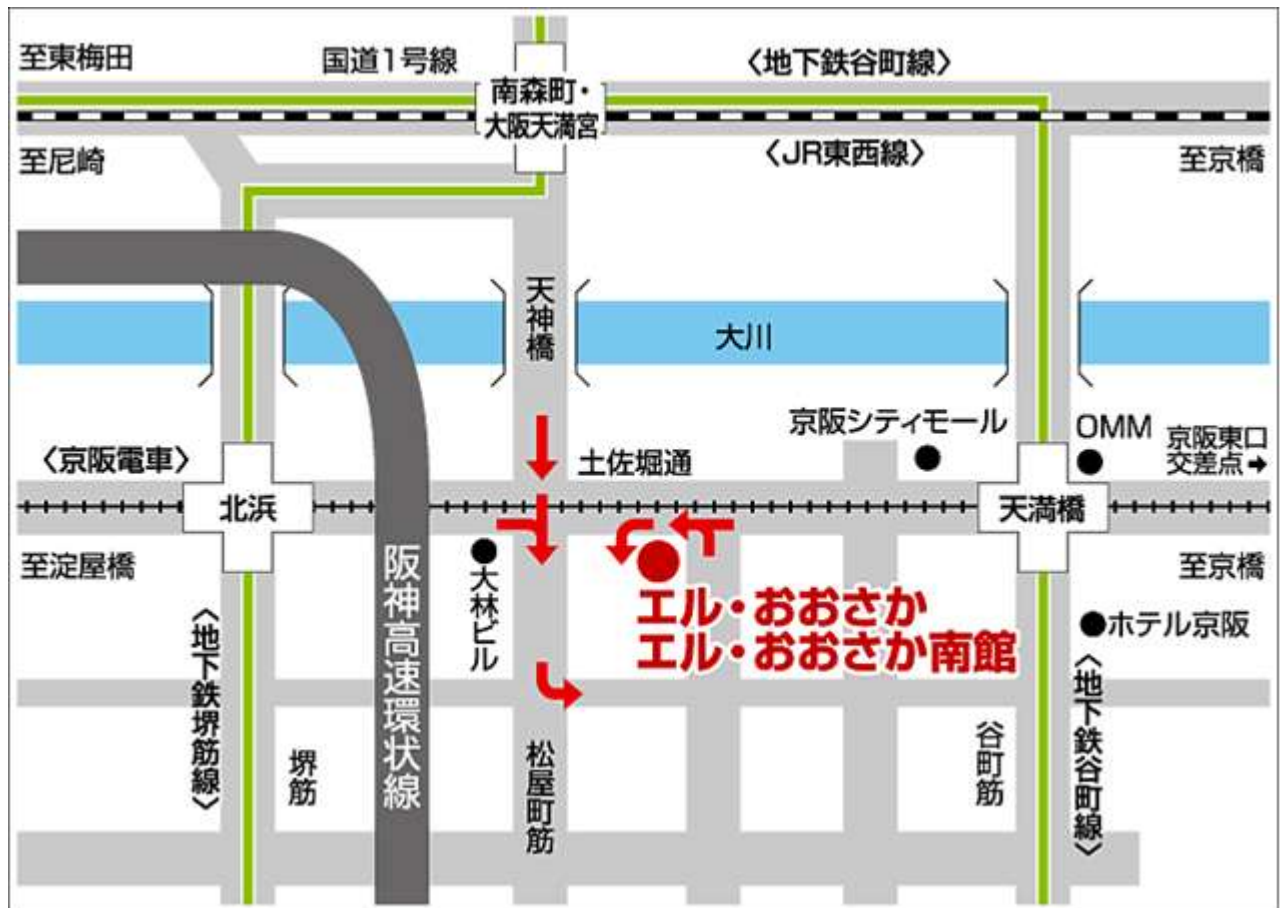 至東梅田
国道1号線
〈地下鉄谷町線〉
南森町・
大阪天満宮
至尼崎
〈JR東西線〉
至京橋
天神橋
大川
京阪シティモール
OMM
京阪東口
交差点➔
〈京阪電車〉
土佐堀通
北浜
天満橋
至淀屋橋
阪神高速環状線
大林ビル
エル・おおさか
エル・おおさか南館
至京橋
ホテル京阪
〈地下鉄堺筋線〉
堺筋
松屋町筋
谷町筋
〈地下鉄谷町線〉